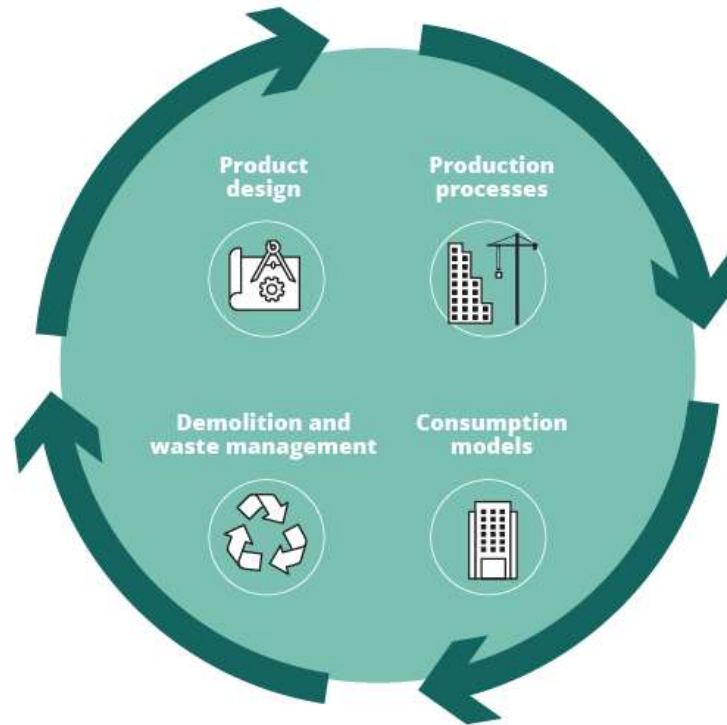 Product
design
Production
processes
Demolition and
waste management
Consumption
models